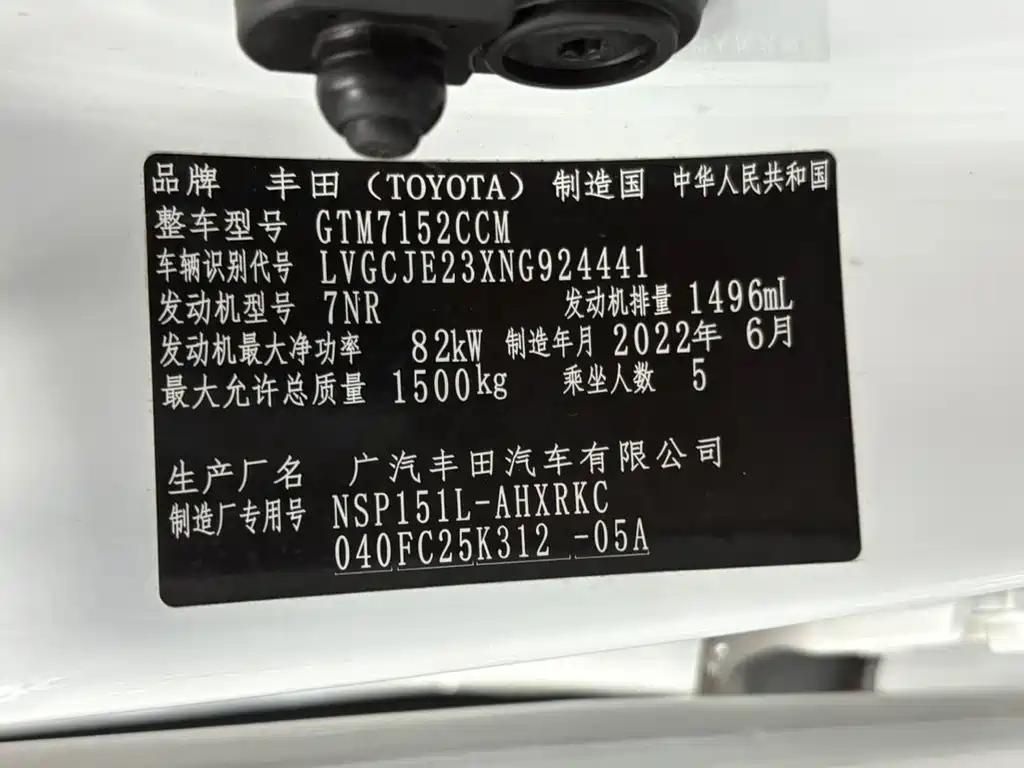 品牌 丰田（TOYOTA） 制造国 中华人民共和国
整车型号 GTM7152CCM
车辆识别代号 LVGCJE23XNG924441
发动机型号 7NR 发动机排量 1496mL
发动机最大净功率 82kW 制造年月 2022年 6月
最大允许总质量 1500kg 乘坐人数 5
生产厂名 广汽丰田汽车有限公司
制造厂专用号 NSP151L-AHXRKC
040FC25K312 -05A